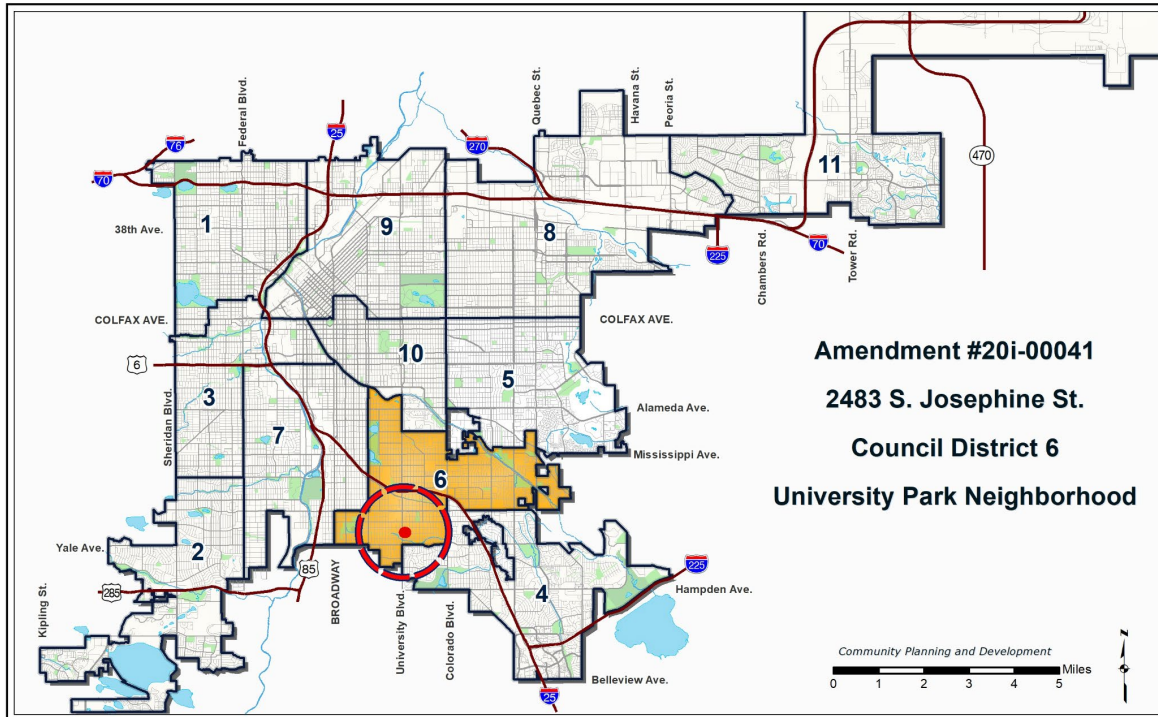 Federal Blvd.
Quebec St.
Havana St.
Peoria St.
76
25
270
70
11
470
1
38th Ave.
9
8
225
Chambers Rd.
70
Tower Rd.
COLFAX AVE.
COLFAX AVE.
10
6
5
3
Sheridan Blvd.
7
Alameda Ave.
Mississippi Ave.
6
Amendment #20i-00041
2483 S. Josephine St.
Council District 6
University Park Neighborhood
Yale Ave.
2
85
285
Kipling St.
BROADWAY
University Blvd.
Colorado Blvd.
4
225
Hampden Ave.
Belleview Ave.
25
Community Planning and Development
Miles
0 1 2 3 4 5
N